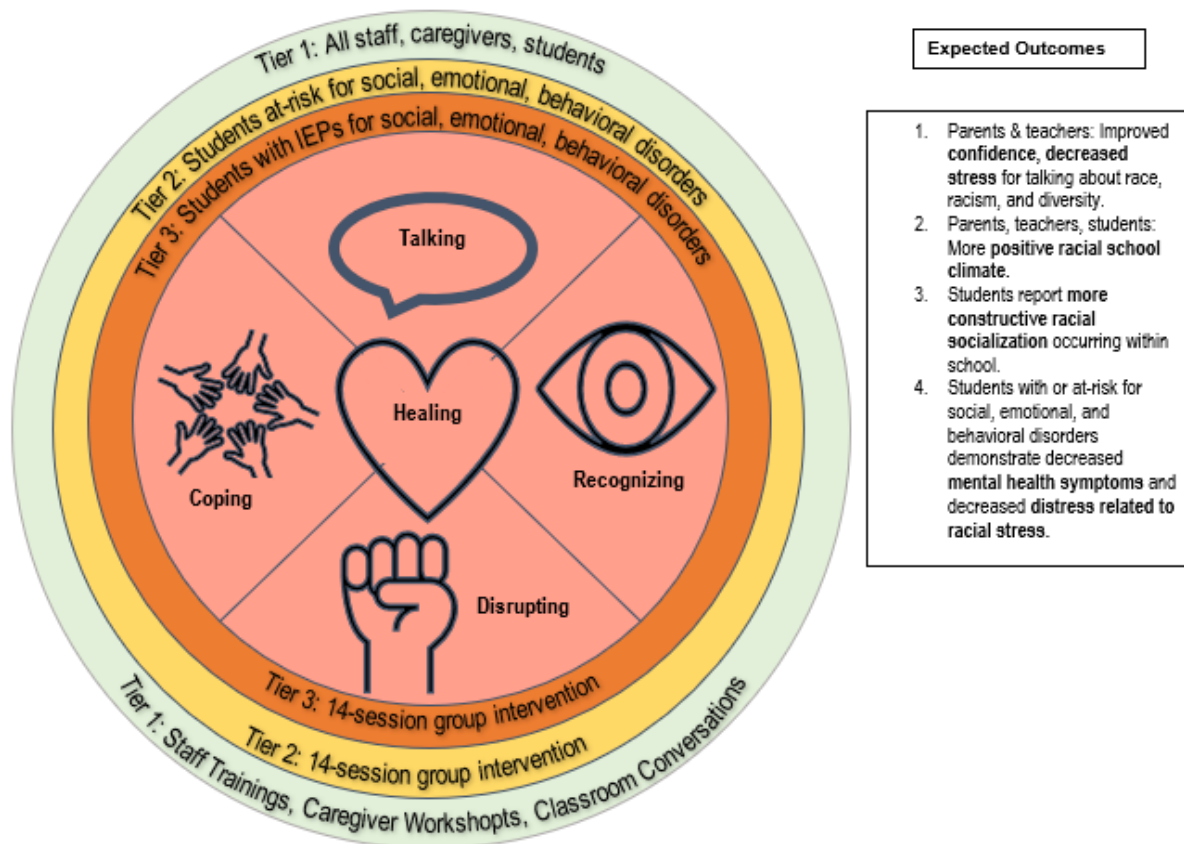 Tier 1: All staff, caregivers, students
Tier 2: Students at-risk for social, emotional, behavioral disorders
Tier 3: Students with IEPs for social, emotional, behavioral disorders
Talking
Healing
Recognizing
Coping
Disrupting
Tier 3: 14-session group intervention
Tier 2: 14-session group intervention
Tier 1: Staff Trainings, Caregiver Workshopts, Classroom Conversations
Expected Outcomes
1. Parents & teachers: Improved
confidence, decreased
stress for talking about race,
racism, and diversity.
2. Parents, teachers, students:
More positive racial school
climate.
3. Students report more
constructive racial
socialization occurring within
school.
4. Students with or at-risk for
social, emotional, and
behavioral disorders
demonstrate decreased
mental health symptoms and
decreased distress related to
racial stress.